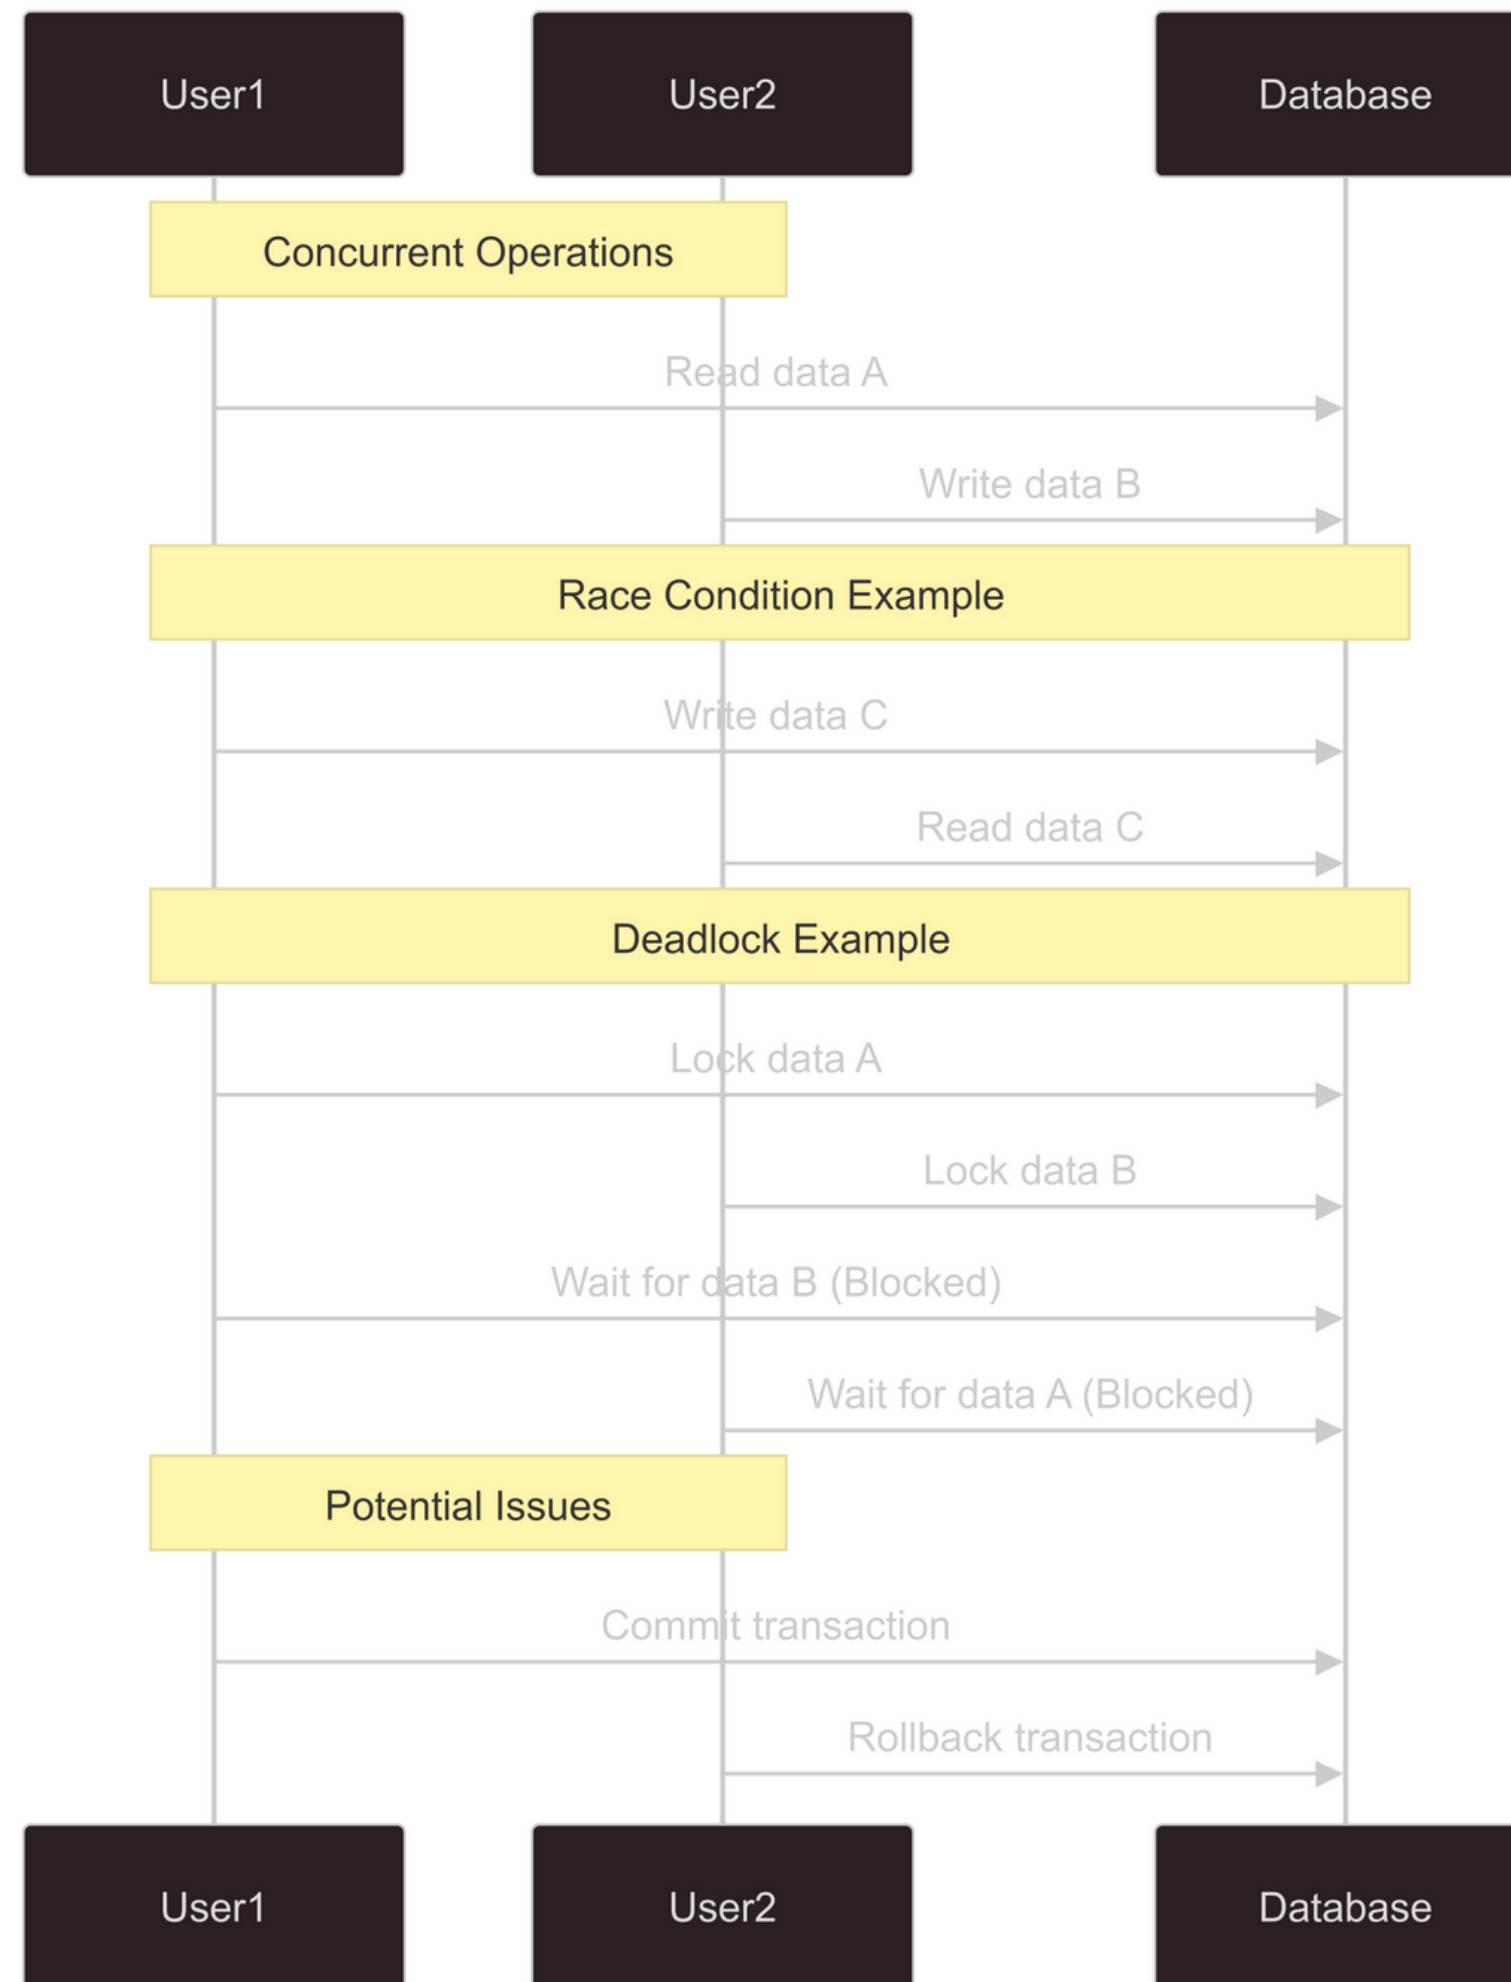 User1
User2
Database
Concurrent Operations
Read data A
Write data B
Race Condition Example
Write data C
Read data C
Deadlock Example
Lock data A
Lock data B
Wait for data B (Blocked)
Wait for data A (Blocked)
Potential Issues
Commit transaction
Rollback transaction
User1
User2
Database